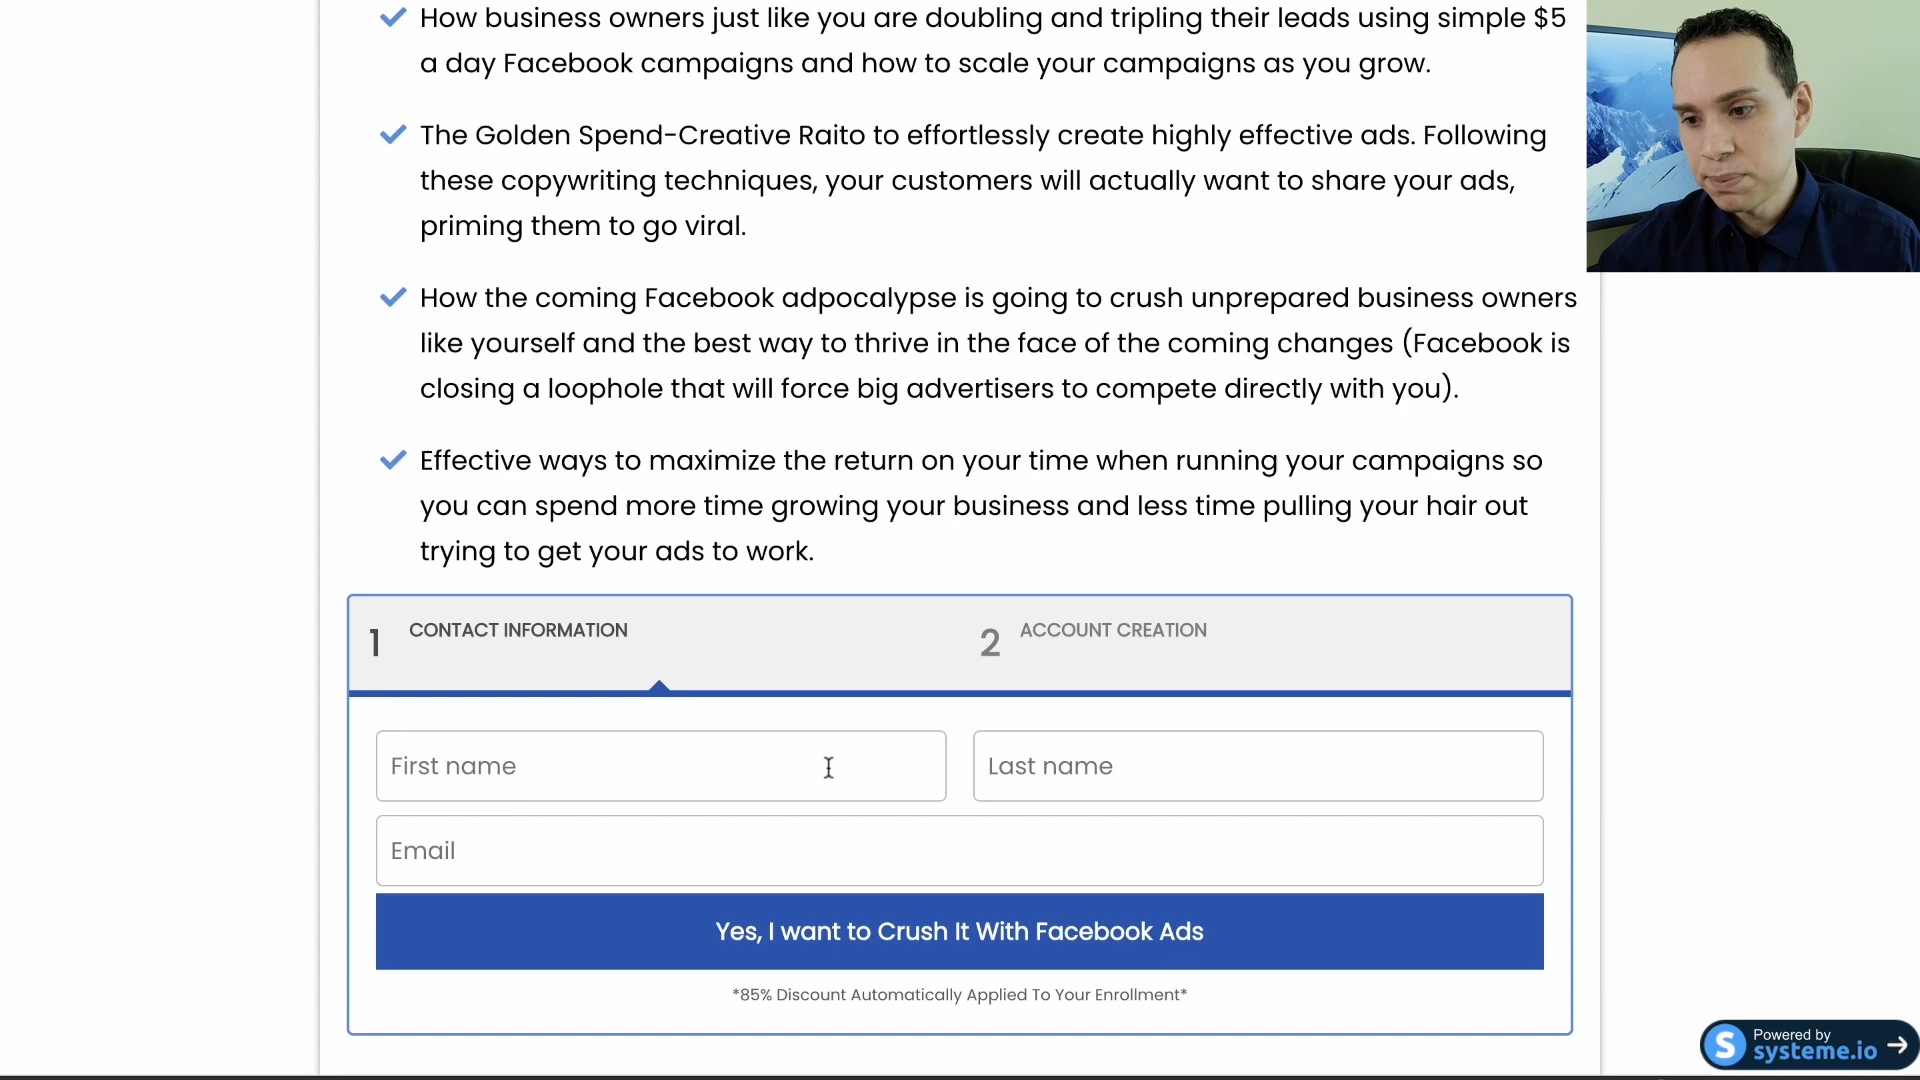 How business owners just like you are doubling and tripling their leads using simple $5
a day Facebook campaigns and how to scale your campaigns as you grow.
The Golden Spend-Creative Raito to effortlessly create highly effective ads. Following
these copywriting techniques, your customers will actually want to share your ads,
priming them to go viral.
How the coming Facebook adpocalypse is going to crush unprepared business owners
like yourself and the best way to thrive in the face of the coming changes (Facebook is
closing a loophole that will force big advertisers to compete directly with you).
Effective ways to maximize the return on your time when running your campaigns so
you can spend more time growing your business and less time pulling your hair out
trying to get your ads to work.
1 CONTACT INFORMATION
2 ACCOUNT CREATION
First name
Last name
Email
Yes, I want to Crush It With Facebook Ads
*85% Discount Automatically Applied To Your Enrollment*
S
Powered by
systeme.io